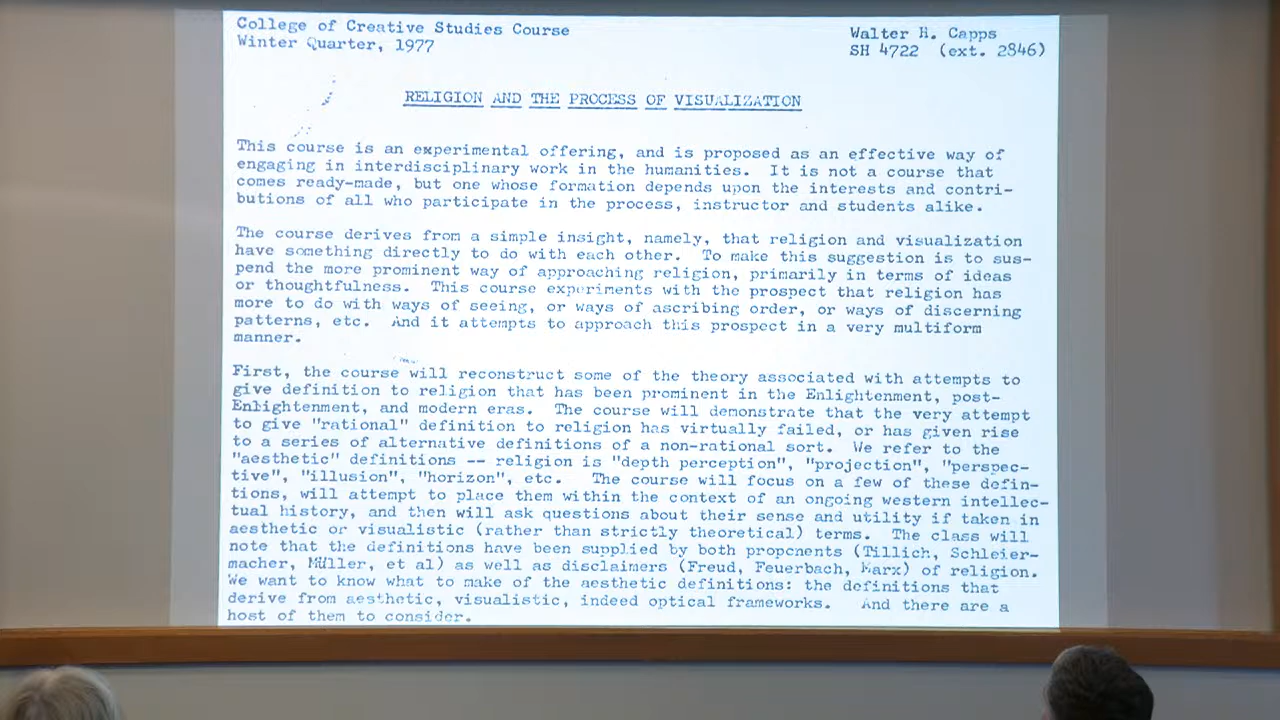 College of Creative Studies Course
Winter Quarter, 1977
Walter H. Capps
SH 4722 (ext. 2846)
RELIGION AND THE PROCESS OF VISUALIZATION
This course is an experimental offering, and is proposed as an effective way of
engaging in interdisciplinary work in the humanities. It is not a course that
comes ready-made, but one whose formation depends upon the interests and contri-
butions of all who participate in the process, instructor and students alike.
The course derives from a simple insight, namely, that religion and visualization
have something directly to do with each other. To make this suggestion is to sus-
pend the more prominent way of approaching religion, primarily in terms of ideas
or thoughtfulness. This course experiments with the prospect that religion has
more to do with ways of seeing, or ways of ascribing order, or ways of discerning
patterns, etc. And it attempts to approach this prospect in a very multiform
manner.
First, the course will reconstruct some of the theory associated with attempts to
give definition to religion that has been prominent in the Enlightenment, post-
Enlightenment, and modern eras. The course will demonstrate that the very attempt
to give "rational" definition to religion has virtually failed, or has given rise
to a series of alternative definitions of a non-rational sort. We refer to the
"aesthetic" definitions -- religion is "depth perception", "projection", "perspec-
tive", "illusion", "horizon", etc. The course will focus on a few of these defin-
tions, will attempt to place them within the context of an ongoing western intellec-
tual history, and then will ask questions about their sense and utility if taken in
aesthetic or visualistic (rather than strictly theoretical) terms. The class will
note that the definitions have been supplied by both propcnents (Tillich, Schleier-
macher, Müller, et al) as well as disclaimers (Freud, Feuerbach, Marx) of religion.
We want to know what to make of the aesthetic definitions: the definitions that
derive from aesthetic, visualistic, indeed optical frameworks. And there are a
host of them to consider.